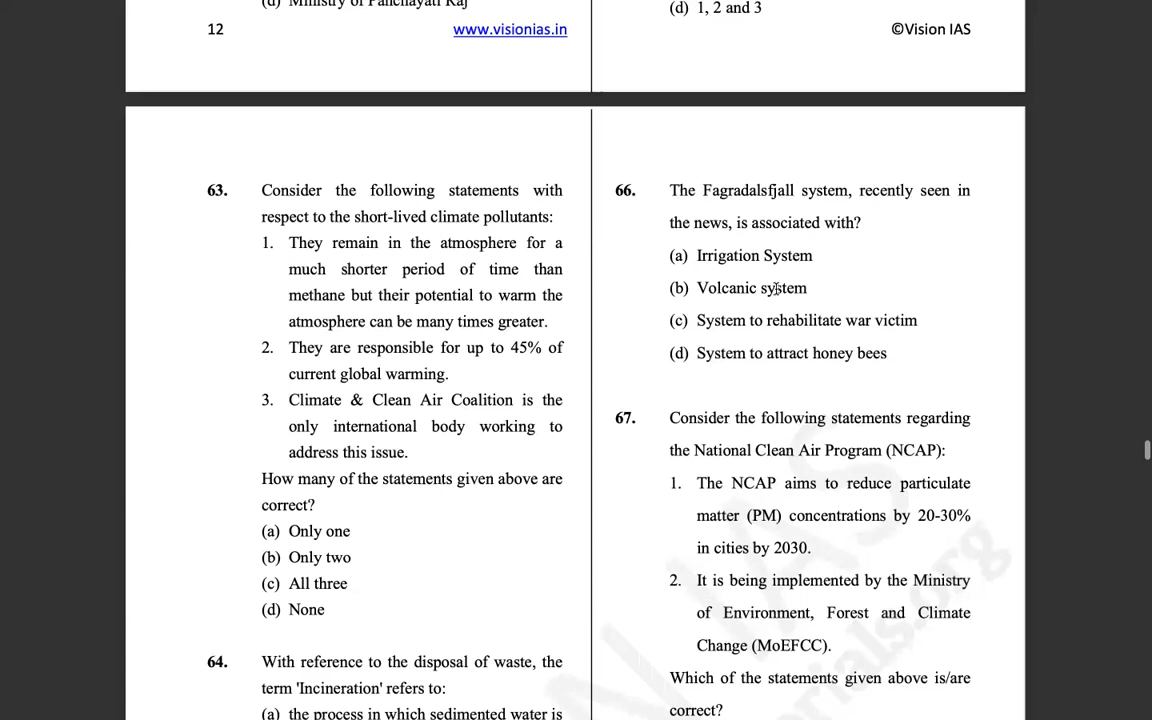 (d) Ministry of Panchayati Raj
(d) 1, 2 and 3
12
www.visionias.in
©Vision IAS
63. Consider the following statements with
respect to the short-lived climate pollutants:
1. They remain in the atmosphere for a
much shorter period of time than
methane but their potential to warm the
atmosphere can be many times greater.
2. They are responsible for up to 45% of
current global warming.
3. Climate & Clean Air Coalition is the
only international body working to
address this issue.
How many of the statements given above are
correct?
(a) Only one
(b) Only two
(c) All three
(d) None
64. With reference to the disposal of waste, the
term 'Incineration' refers to:
(a) the process in which sedimented water is
66. The Fagradalsfjall system, recently seen in
the news, is associated with?
(a) Irrigation System
(b) Volcanic system
(c) System to rehabilitate war victim
(d) System to attract honey bees
67. Consider the following statements regarding
the National Clean Air Program (NCAP):
1. The NCAP aims to reduce particulate
matter (PM) concentrations by 20-30%
in cities by 2030.
2. It is being implemented by the Ministry
of Environment, Forest and Climate
Change (MoEFCC).
Which of the statements given above is/are
correct?